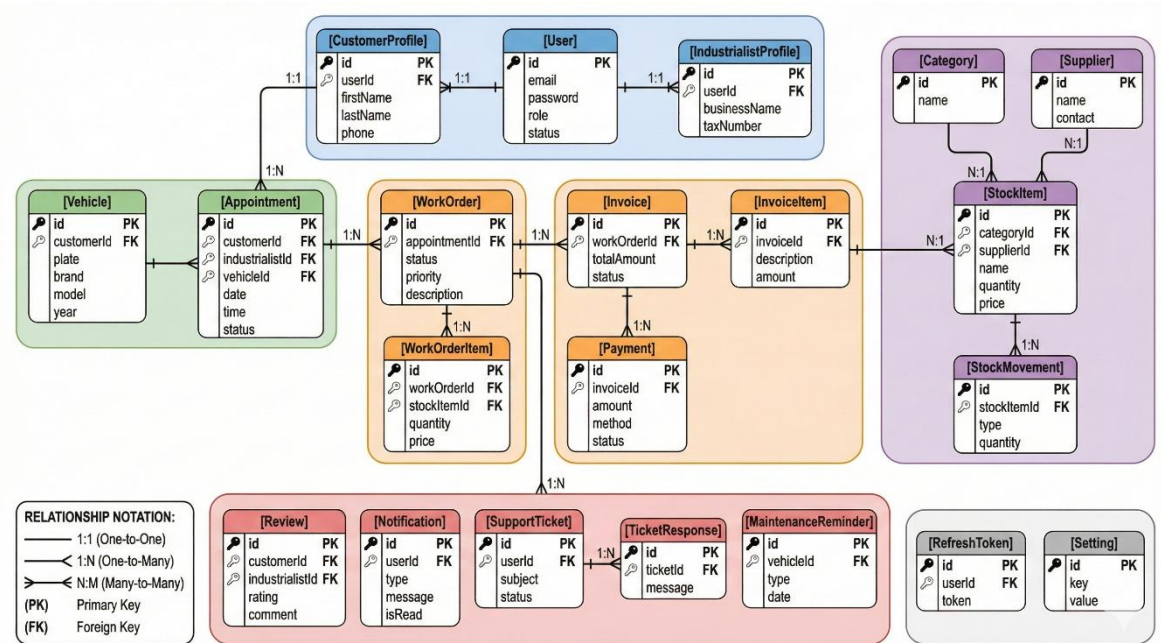 [CustomerProfile]
id PK
userId FK
firstName
lastName
phone
1:1
[User]
id PK
email
password
role
status
1:1
[IndustrialistProfile]
id PK
userId FK
businessName
taxNumber
1:1
1:N
[Category]
id PK
name
[Supplier]
id PK
name
contact
N:1
N:1
[Vehicle]
id PK
customerId FK
plate
brand
model
year
[Appointment]
id PK
customerId FK
industrialistId FK
vehicleId FK
date
time
status
1:N
[WorkOrder]
id PK
appointmentId FK
status
priority
description
1:N
[Invoice]
id PK
workOrderId FK
totalAmount
status
1:N
[InvoiceItem]
id PK
invoiceId FK
description
amount
N:1
[StockItem]
id PK
categoryId FK
supplierId FK
name
quantity
price
1:N
[WorkOrderItem]
id PK
workOrderId FK
stockItemId FK
quantity
price
1:N
[Payment]
id PK
invoiceId FK
amount
method
status
1:N
[StockMovement]
id PK
stockItemId FK
type
quantity
1:N
RELATIONSHIP NOTATION:
1:1 (One-to-One)
1:N (One-to-Many)
N:M (Many-to-Many)
(PK) Primary Key
(FK) Foreign Key
[Review]
id PK
customerId FK
industrialistId FK
rating
comment
[Notification]
id PK
userId FK
type
message
isRead
[SupportTicket]
id PK
userId FK
subject
status
1:N
[TicketResponse]
id PK
ticketId FK
message
[MaintenanceReminder]
id PK
vehicleId FK
type
date
[RefreshToken]
id PK
userId FK
token
[Setting]
id PK
key
value